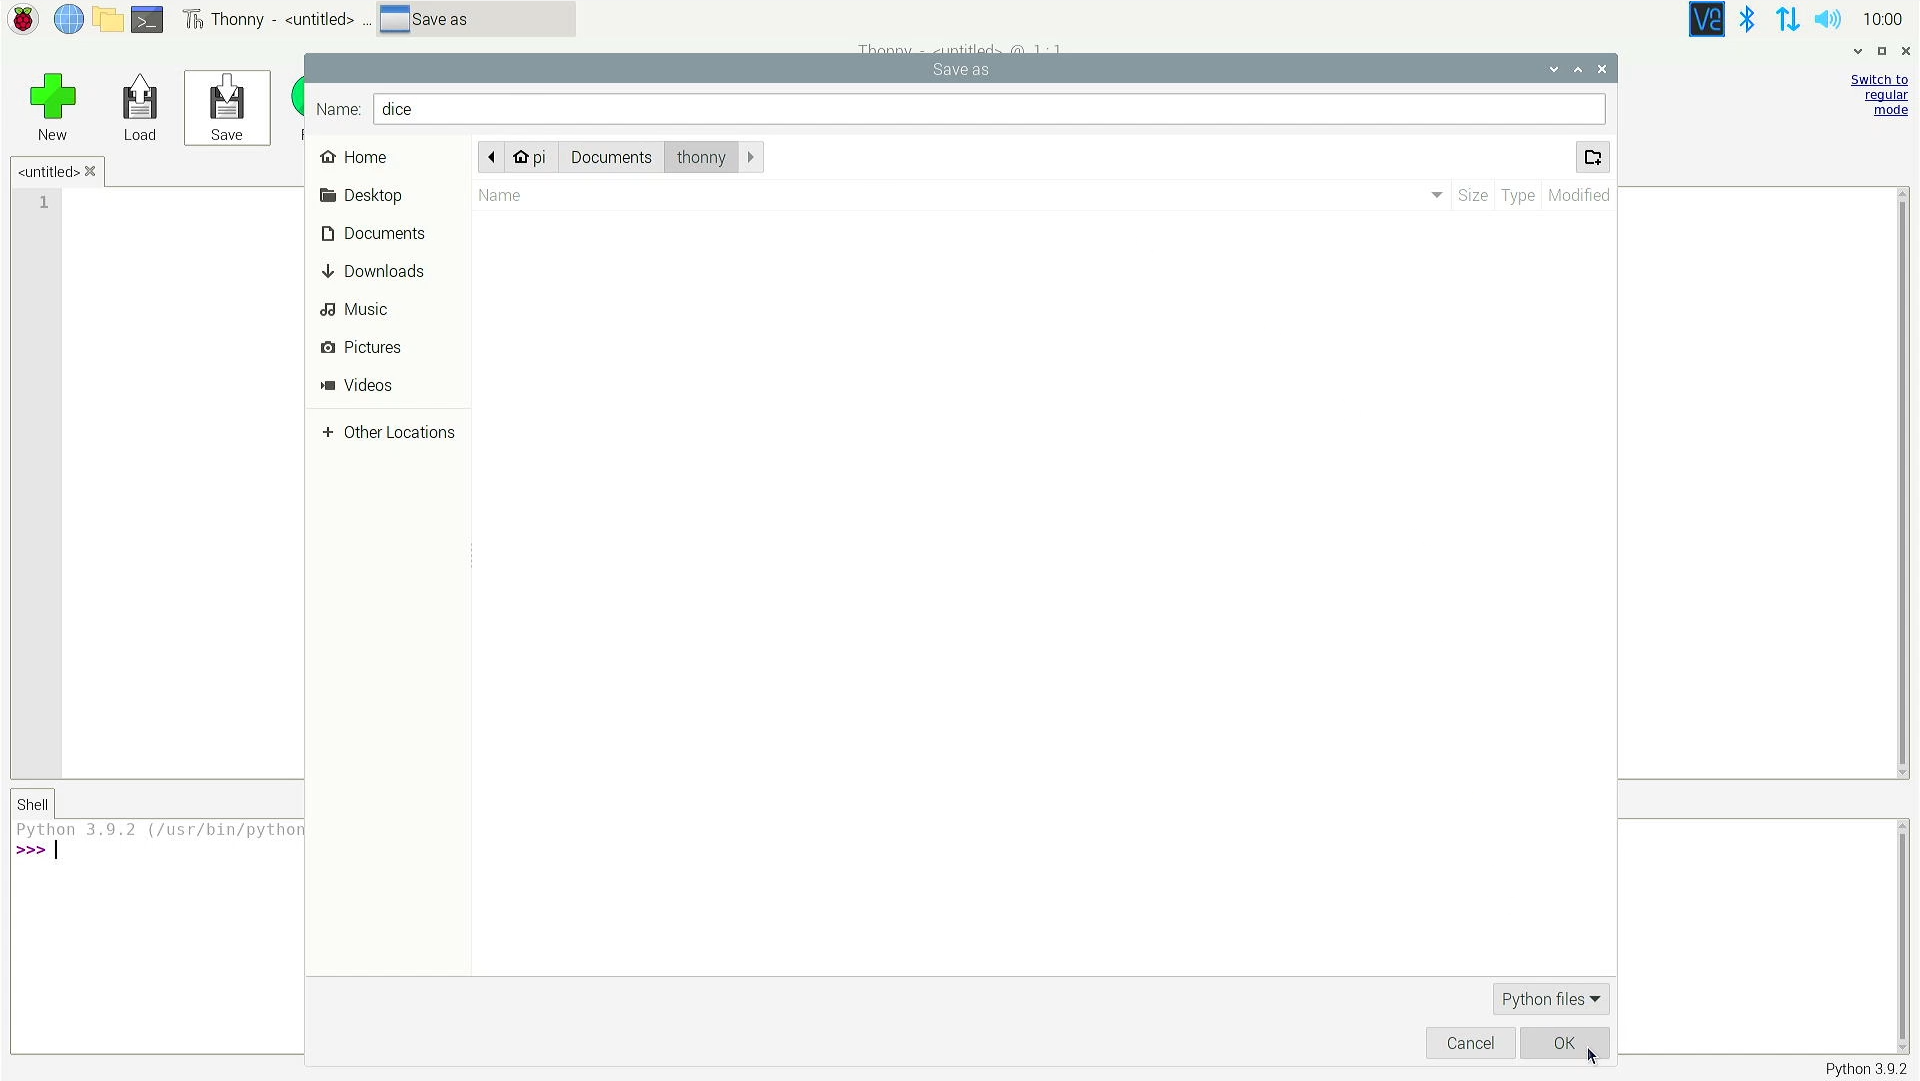 Thonny - <untitled> ...
Save as
10:00
Thonny - <untitled> @ 1 : 1
Save as
Switch to
regular
mode
New
Load
Save
Name: dice
<untitled>
1
Home
Desktop
Documents
Downloads
Music
Pictures
Videos
Other Locations
pi Documents thonny
Name Size Type Modified
Shell
Python 3.9.2 (/usr/bin/python
>>>
Python files
Cancel OK
Python 3.9.2